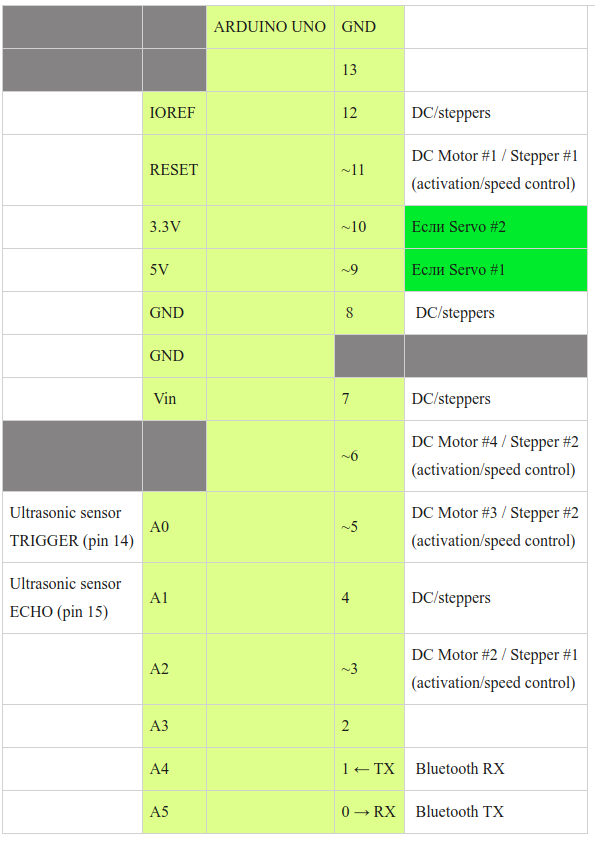 ARDUINO UNO GND
13
IOREF 12 DC/steppers
RESET ~11 DC Motor #1 / Stepper #1
(activation/speed control)
3.3V ~10 Если Servo #2
5V ~9 Если Servo #1
GND 8 DC/steppers
GND
Vin 7 DC/steppers
~6 DC Motor #4 / Stepper #2
(activation/speed control)
Ultrasonic sensor
TRIGGER (pin 14)
A0 ~5 DC Motor #3 / Stepper #2
(activation/speed control)
Ultrasonic sensor
ECHO (pin 15)
A1 4 DC/steppers
A2 ~3 DC Motor #2 / Stepper #1
(activation/speed control)
A3 2
A4 1 ← TX Bluetooth RX
A5 0 → RX Bluetooth TX